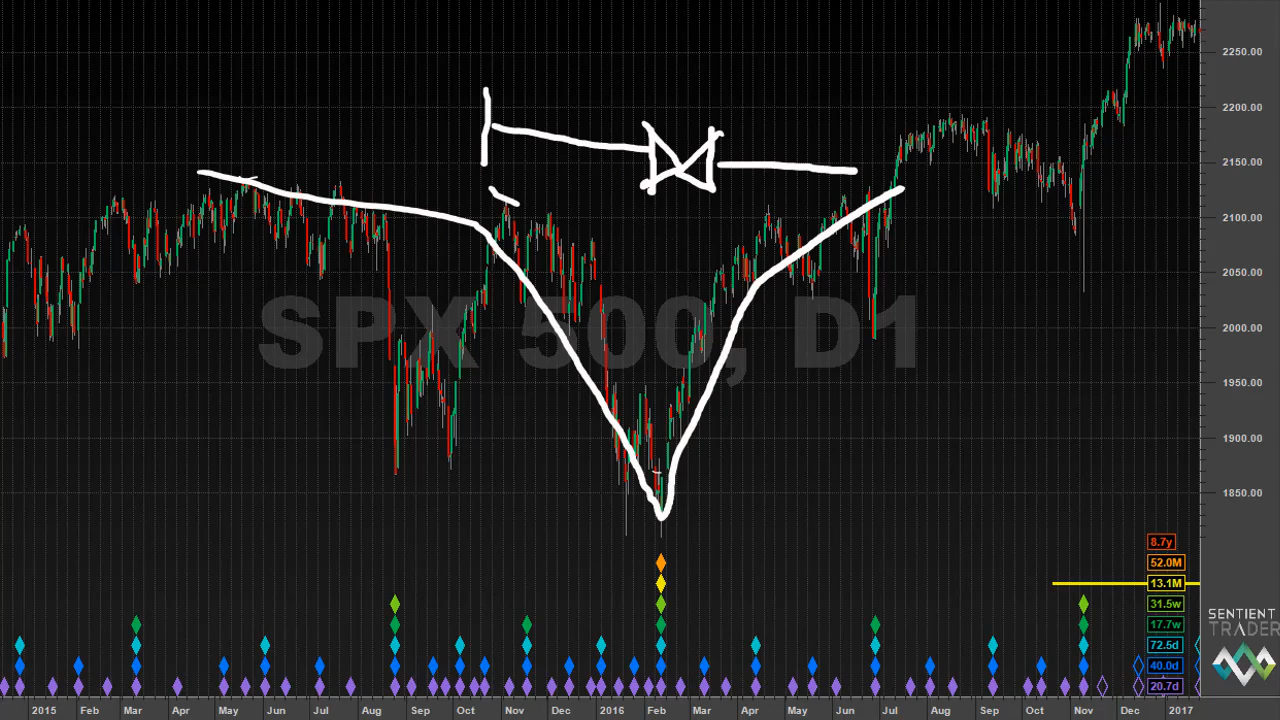 2250.00
2200.00
2150.00
2100.00
2050.00
SPX 500, D1
2000.00
1950.00
1900.00
1850.00
8.7y
52.0M
13.1M
31.5w
17.7w
72.5d
40.0d
20.7d
SENTIENT
TRADER
2015 Feb Mar Apr May Jun Jul Aug Sep Oct Nov Dec 2016 Feb Mar Apr May Jun Jul Aug Sep Oct Nov Dec 2017